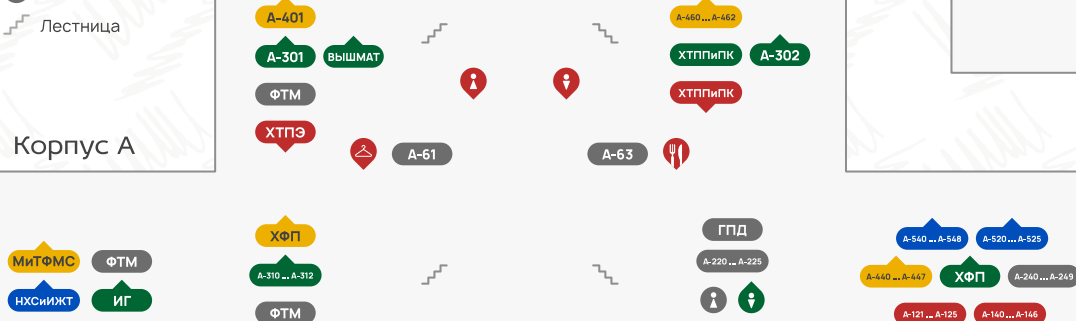 Лестница
Корпус А
А-401
А-301
ВЫШМАТ
ФТМ
ХТПЭ
А-61
А-460 ... А-462
ХТППиПК
А-302
ХТППиПК
А-63
МиТФМС
ФТМ
НХСиИЖТ
ИГ
ХФП
А-310 ... А-312
ФТМ
ГПД
А-220 ... А-225
А-540 ... А-548
А-520 ... А-525
А-440 ... А-447
ХФП
А-240 ... А-249
А-121 ... А-125
А-140 ... А-146